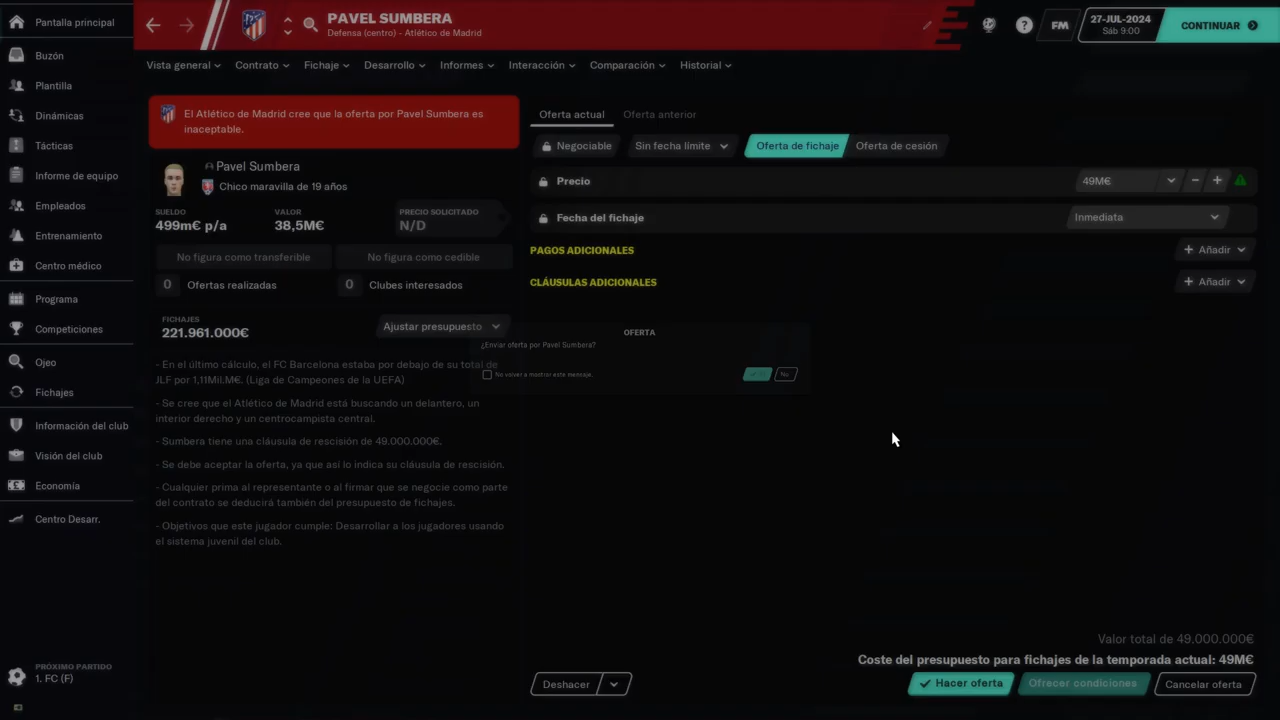 Pantalla principal
Buzón
Plantilla
Dinámicas
Tácticas
Informe de equipo
Empleados
Entrenamiento
Centro médico
Programa
Competiciones
Ojeo
Fichajes
Información del club
Visión del club
Economía
Centro Desarr.
PRÓXIMO PARTIDO
1. FC (F)
PAVEL SUMBERA
Defensa (centro) - Atlético de Madrid
?
FM
27-JUL-2024
Sáb 9:00
CONTINUAR
Vista general
Contrato
Fichaje
Desarrollo
Informes
Interacción
Comparación
Historial
El Atlético de Madrid cree que la oferta por Pavel Sumbera es
inaceptable.
Pavel Sumbera
Chico maravilla de 19 años
SUELDO
499m€ p/a
VALOR
38,5M€
PRECIO SOLICITADO
N/D
No figura como transferible
No figura como cedible
0 Ofertas realizadas
0 Clubes interesados
FICHAJES
221.961.000€
Ajustar presupuesto
- En el último cálculo, el FC Barcelona estaba por debajo de su total de
JLF por 1,11Mil.M€. (Liga de Campeones de la UEFA)
- Se cree que el Atlético de Madrid está buscando un delantero, un
interior derecho y un centrocampista central.
- Sumbera tiene una cláusula de rescisión de 49.000.000€.
- Se debe aceptar la oferta, ya que así lo indica su cláusula de rescisión.
- Cualquier prima al representante o al firmar que se negocie como parte
del contrato se deducirá también del presupuesto de fichajes.
- Objetivos que este jugador cumple: Desarrollar a los jugadores usando
el sistema juvenil del club.
Oferta actual
Oferta anterior
Negociable
Sin fecha límite
Oferta de fichaje
Oferta de cesión
Precio
49M€
Fecha del fichaje
Inmediata
PAGOS ADICIONALES
+ Añadir
CLÁUSULAS ADICIONALES
+ Añadir
OFERTA
¿Enviar oferta por Pavel Sumbera?
No volver a mostrar este mensaje.
No
Valor total de 49.000.000€
Coste del presupuesto para fichajes de la temporada actual: 49M€
Deshacer
Hacer oferta
Ofrecer condiciones
Cancelar oferta